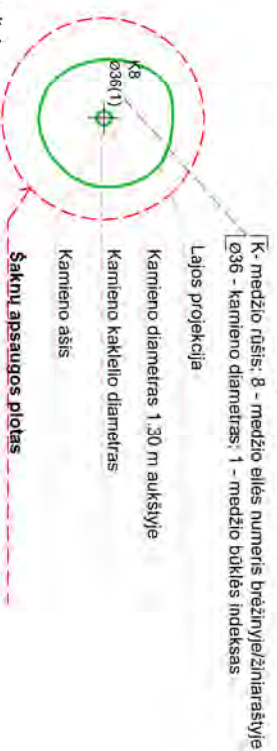 K8
ø36(1)
K- medžio rūšis; 8 - medžio eilės numeris brėžinyje/žiniaraštyje
ø36 - kamieno diametras; 1 - medžio būklės indeksas
Lajos projekcija
Kamieno diametras 1,30 m aukštyje
Kamieno kaklelio diametras
Kamieno ašis
Šaknų apsaugos plotas